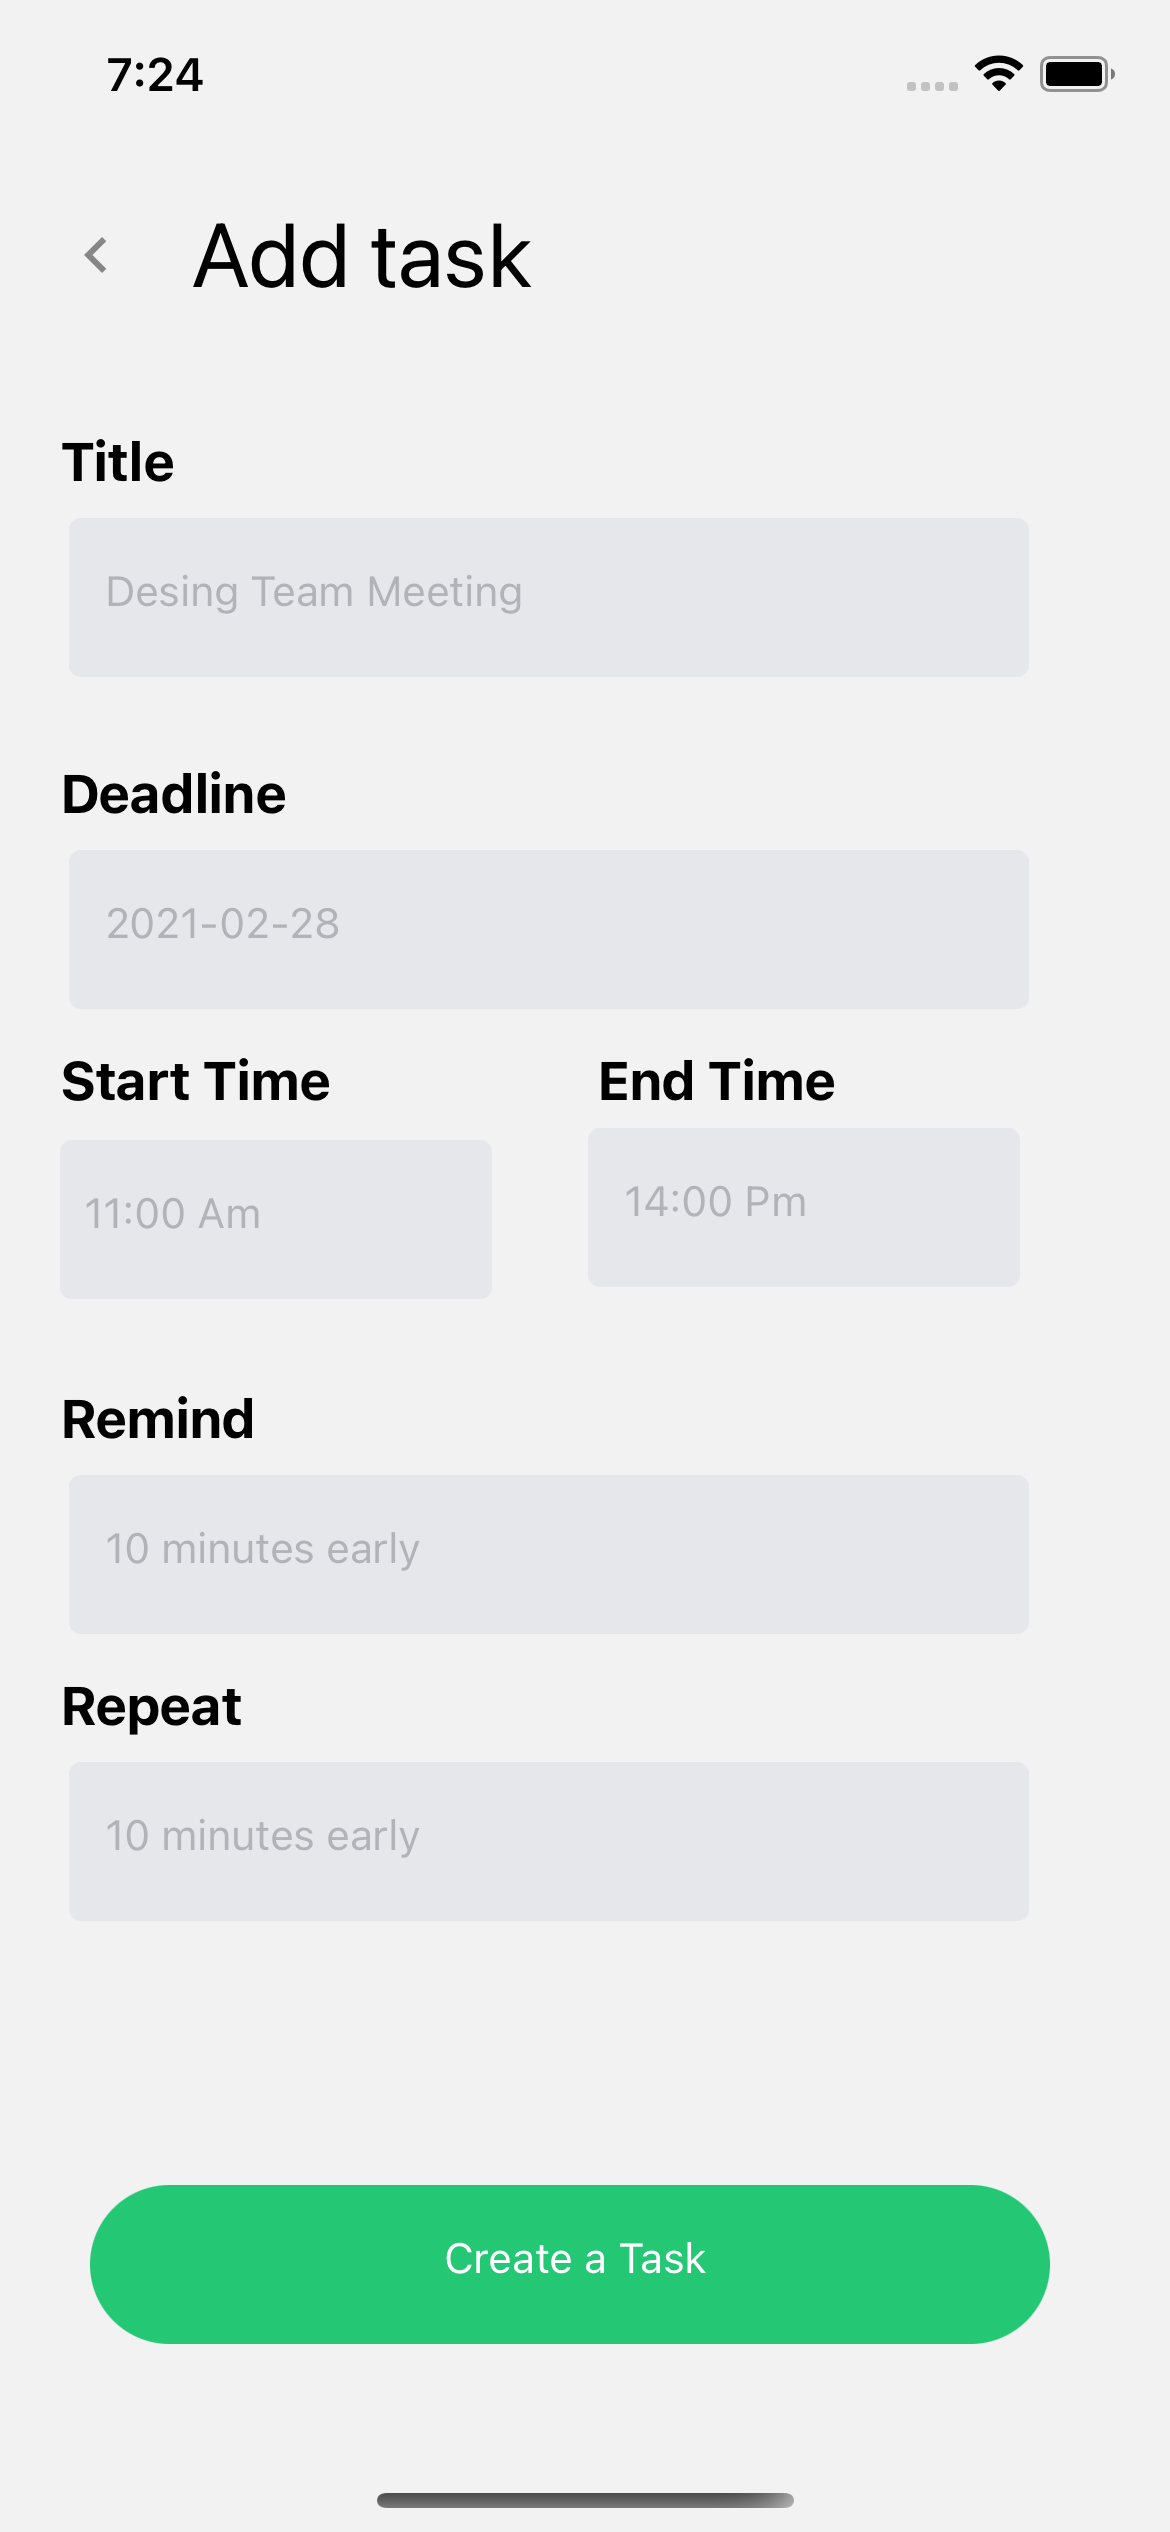 7:24
Add task
Title
Desing Team Meeting
Deadline
2021-02-28
Start Time
End Time
11:00 Am
14:00 Pm
Remind
10 minutes early
Repeat
10 minutes early
Create a Task